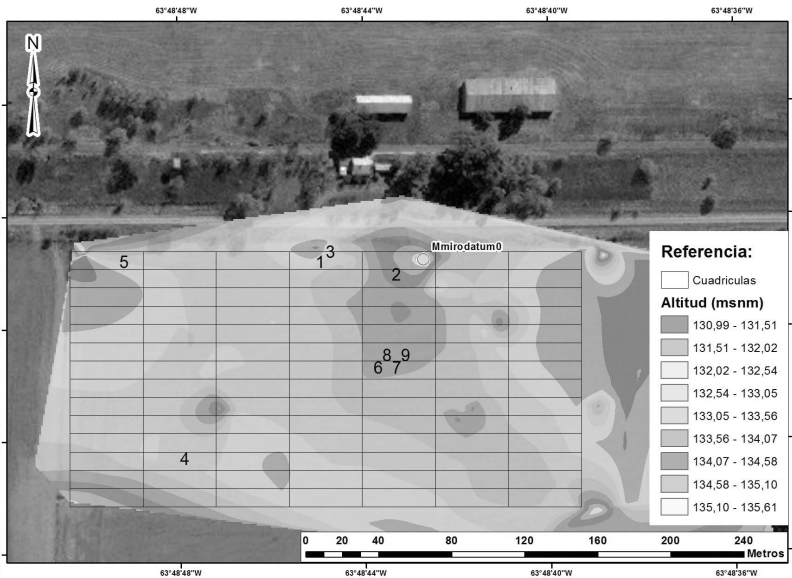 63°48'48"W 63°48'44"W 63°48'40"W 63°48'36"W
N
Mmirodatum0
3
5 1
2
8 9
6 7
4
Referencia:
Cuadriculas
Altitud (msnm)
130,99 - 131,51
131,51 - 132,02
132,02 - 132,54
132,54 - 133,05
133,05 - 133,56
133,56 - 134,07
134,07 - 134,58
134,58 - 135,10
135,10 - 135,61
0 20 40 80 120 160 200 240
Metros
63°48'48"W 63°48'44"W 63°48'40"W 63°48'36"W